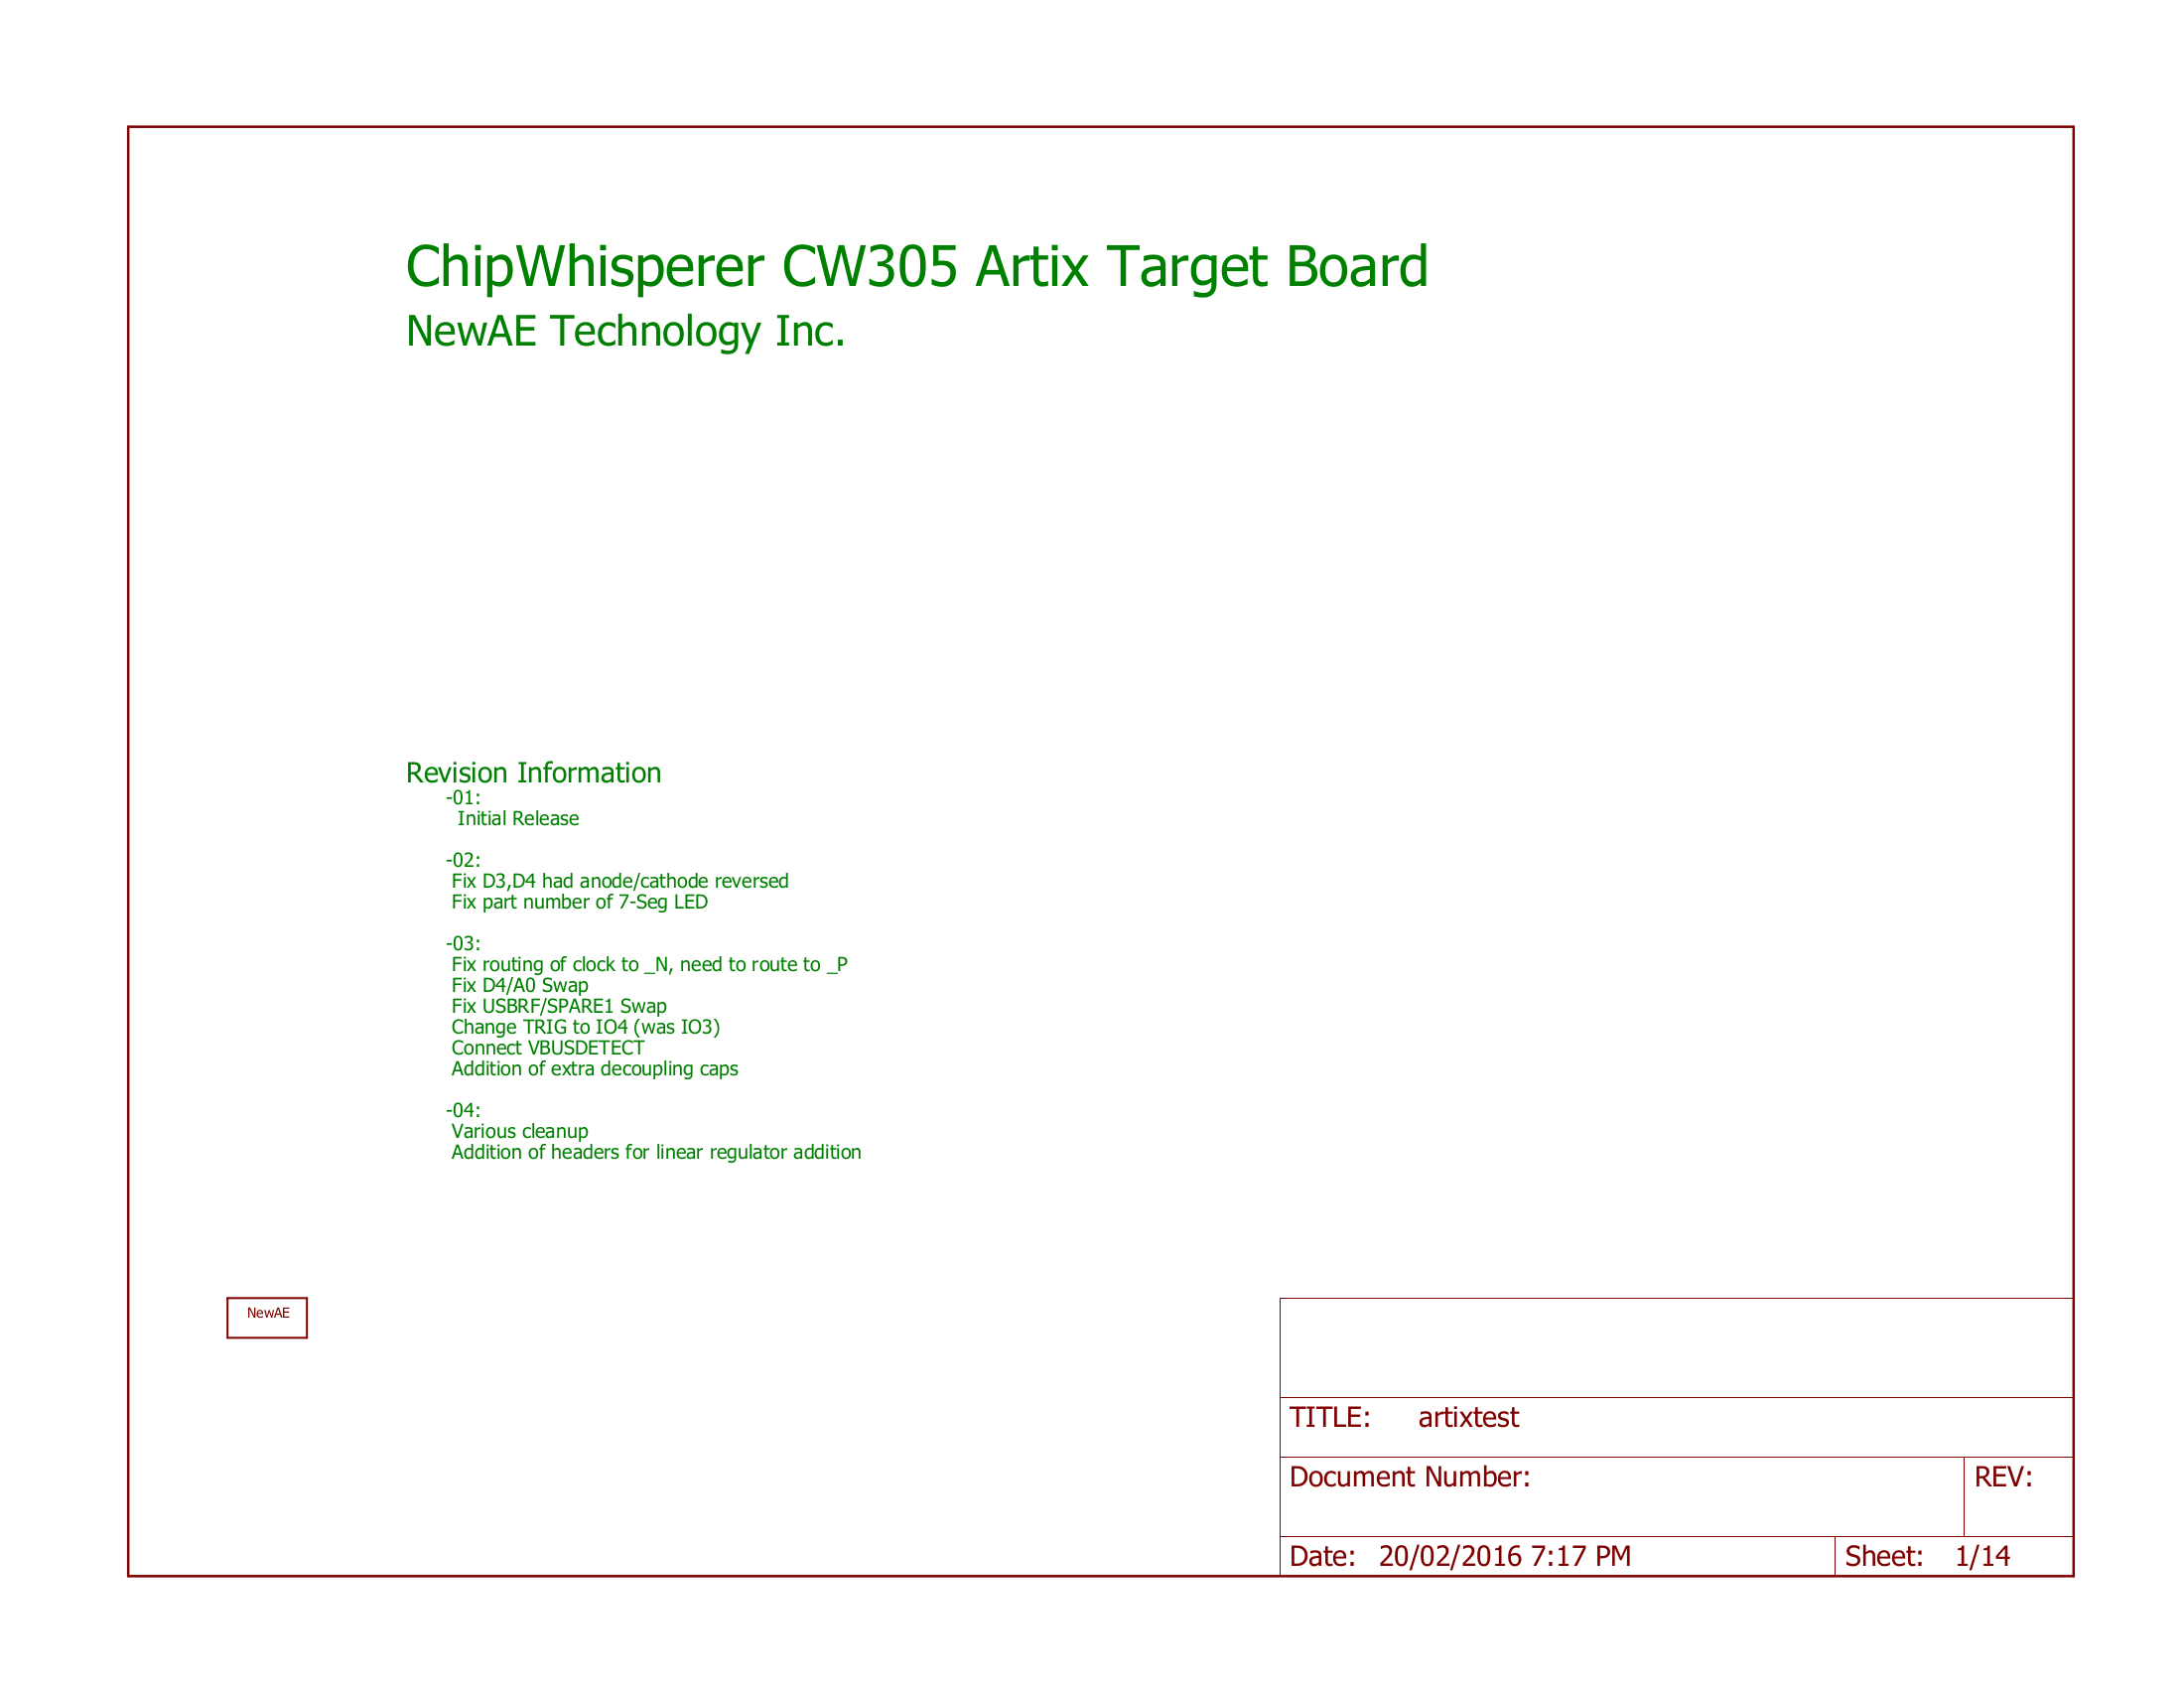 ChipWhisperer CW305 Artix Target Board
NewAE Technology Inc.
Revision Information
-01:
Initial Release
-02:
Fix D3,D4 had anode/cathode reversed
Fix part number of 7-Seg LED
-03:
Fix routing of clock to _N, need to route to _P
Fix D4/A0 Swap
Fix USBRF/SPARE1 Swap
Change TRIG to IO4 (was IO3)
Connect VBUSDETECT
Addition of extra decoupling caps
-04:
Various cleanup
Addition of headers for linear regulator addition
NewAE
TITLE: artixtest
Document Number:
REV:
Date: 20/02/2016 7:17 PM
Sheet: 1/14